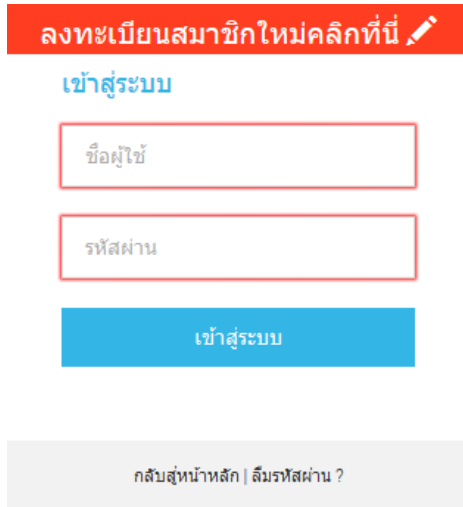 ลงทะเบียนสมาชิกใหม่คลิกที่นี่
เข้าสู่ระบบ
ชื่อผู้ใช้
รหัสผ่าน
เข้าสู่ระบบ
กลับสู่หน้าหลัก | ลืมรหัสผ่าน ?